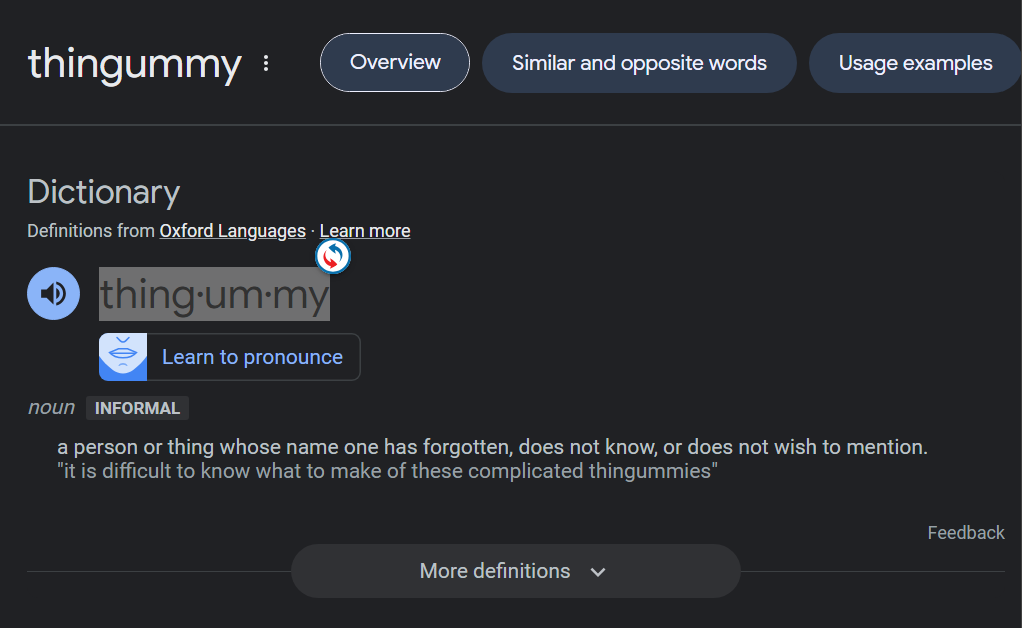 thingummy
Overview
Similar and opposite words
Usage examples
Dictionary
Definitions from Oxford Languages · Learn more
thing·um·my
Learn to pronounce
noun INFORMAL
a person or thing whose name one has forgotten, does not know, or does not wish to mention.
"it is difficult to know what to make of these complicated thingummies"
Feedback
More definitions